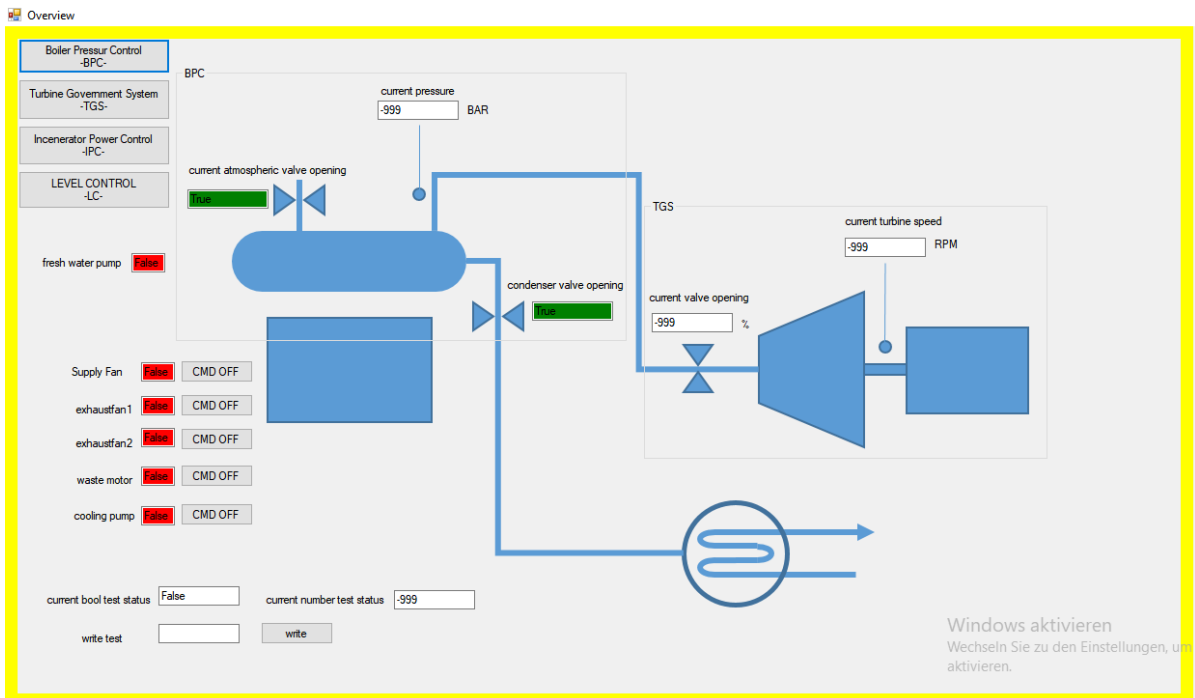 Overview
Boiler Pressur Control
-BPC-
Turbine Government System
-TGS-
Incenerator Power Control
-IPC-
LEVEL CONTROL
-LC-
BPC
current pressure
-999 BAR
current atmospheric valve opening
True
fresh water pump False
condenser valve opening
True
TGS
current turbine speed
-999 RPM
current valve opening
-999 %
Supply Fan False CMD OFF
exhaustfan1 False CMD OFF
exhaustfan2 False CMD OFF
waste motor False CMD OFF
cooling pump False CMD OFF
current bool test status False current number test status -999
write test write
Windows aktivieren
Wechseln Sie zu den Einstellungen, um
aktivieren.